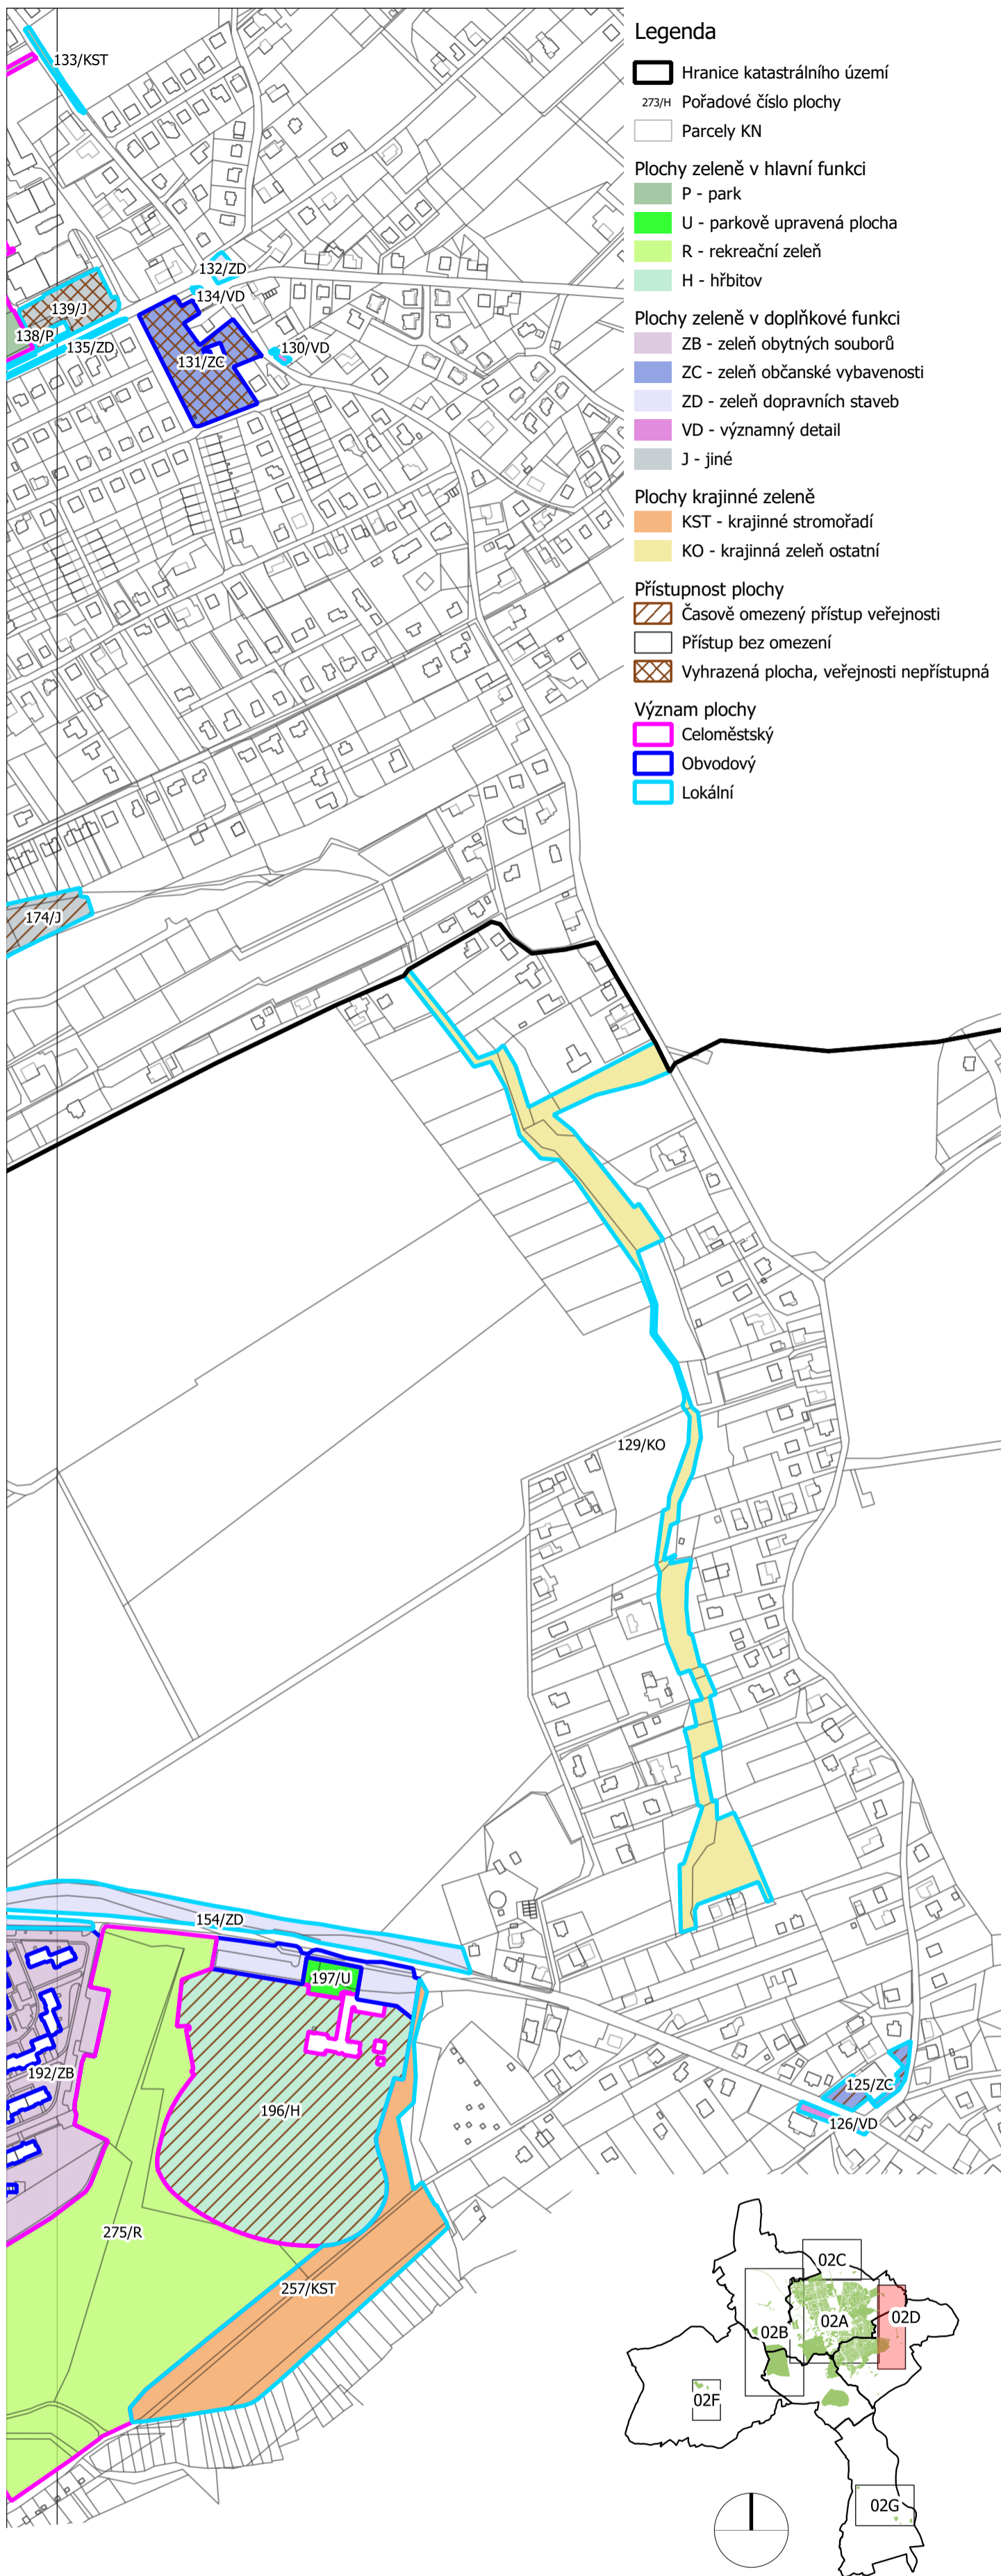 Legenda
Hranice katastrálního území
273/H Pořadové číslo plochy
Parcely KN
Plochy zeleně v hlavní funkci
P - park
U - parkově upravená plocha
R - rekreační zeleň
H - hřbitov
Plochy zeleně v doplňkové funkci
ZB - zeleň obytných souborů
ZC - zeleň občanské vybavenosti
ZD - zeleň dopravních staveb
VD - významný detail
J - jiné
Plochy krajinné zeleně
KST - krajinné stromořadí
KO - krajinná zeleň ostatní
Přístupnost plochy
Časově omezený přístup veřejnosti
Přístup bez omezení
Vyhrazená plocha, veřejnosti nepřístupná
Význam plochy
Celoměstský
Obvodový
Lokální
133/KST
132/ZD
134/VD
139/J
138/P
135/ZD
130/VD
131/ZC
174/J
129/KO
154/ZD
197/U
192/ZB
125/ZC
196/H
126/VD
275/R
257/KST
02C
02D
02A
02B
02F
02G